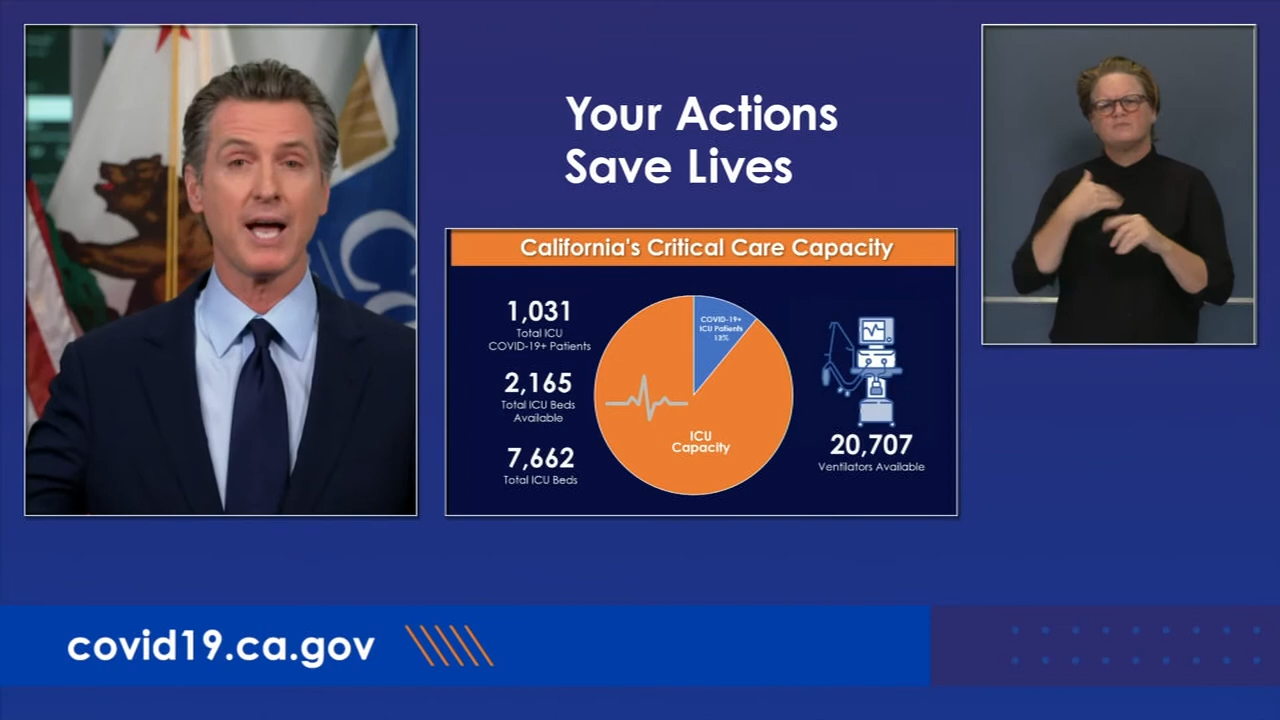 Your Actions
Save Lives
California's Critical Care Capacity
1,031
Total ICU
COVID-19+ Patients
2,165
Total ICU Beds
Available
7,662
Total ICU Beds
COVID-19+
ICU Patients
13%
ICU
Capacity
20,707
Ventilators Available
covid19.ca.gov